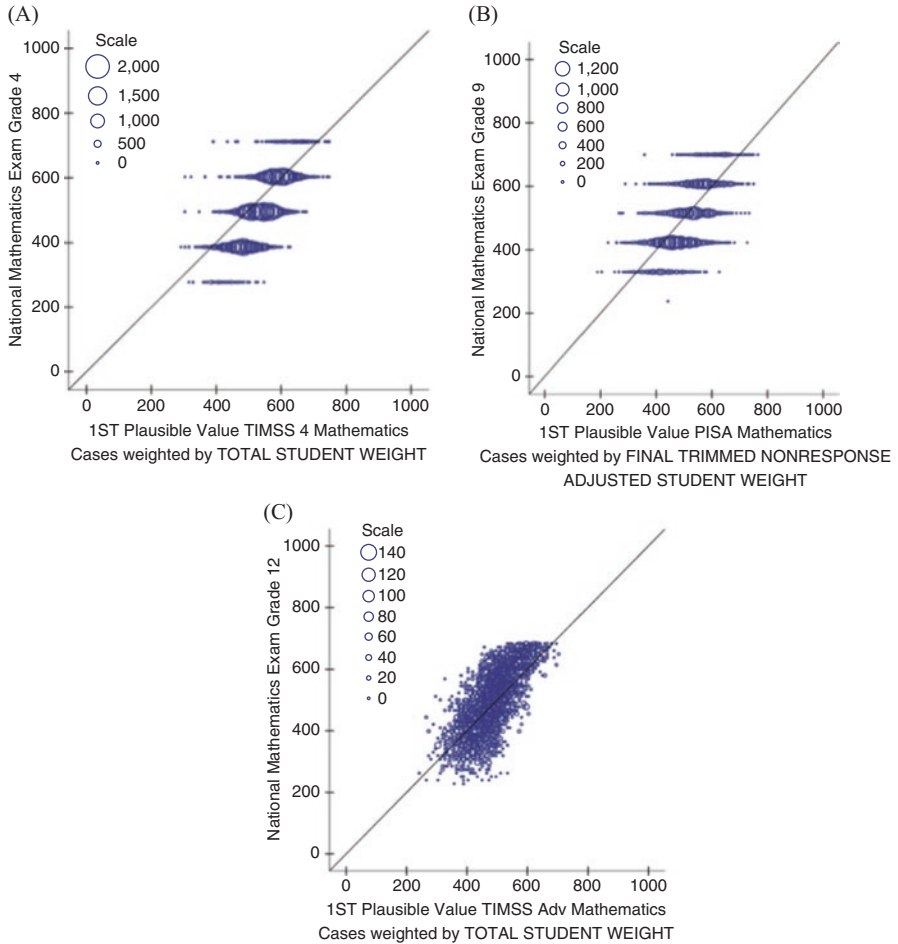 (A)
Scale
2,000
1,500
1,000
500
0
National Mathematics Exam Grade 4
1000
800
600
400
200
0
0 200 400 600 800 1000
1ST Plausible Value TIMSS 4 Mathematics
Cases weighted by TOTAL STUDENT WEIGHT
(B)
Scale
1,200
1,000
800
600
400
200
0
National Mathematics Exam Grade 9
1000
800
600
400
200
0
0 200 400 600 800 1000
1ST Plausible Value PISA Mathematics
Cases weighted by FINAL TRIMMED NONRESPONSE
ADJUSTED STUDENT WEIGHT
(C)
Scale
140
120
100
80
60
40
20
0
National Mathematics Exam Grade 12
1000
800
600
400
200
0
0 200 400 600 800 1000
1ST Plausible Value TIMSS Adv Mathematics
Cases weighted by TOTAL STUDENT WEIGHT